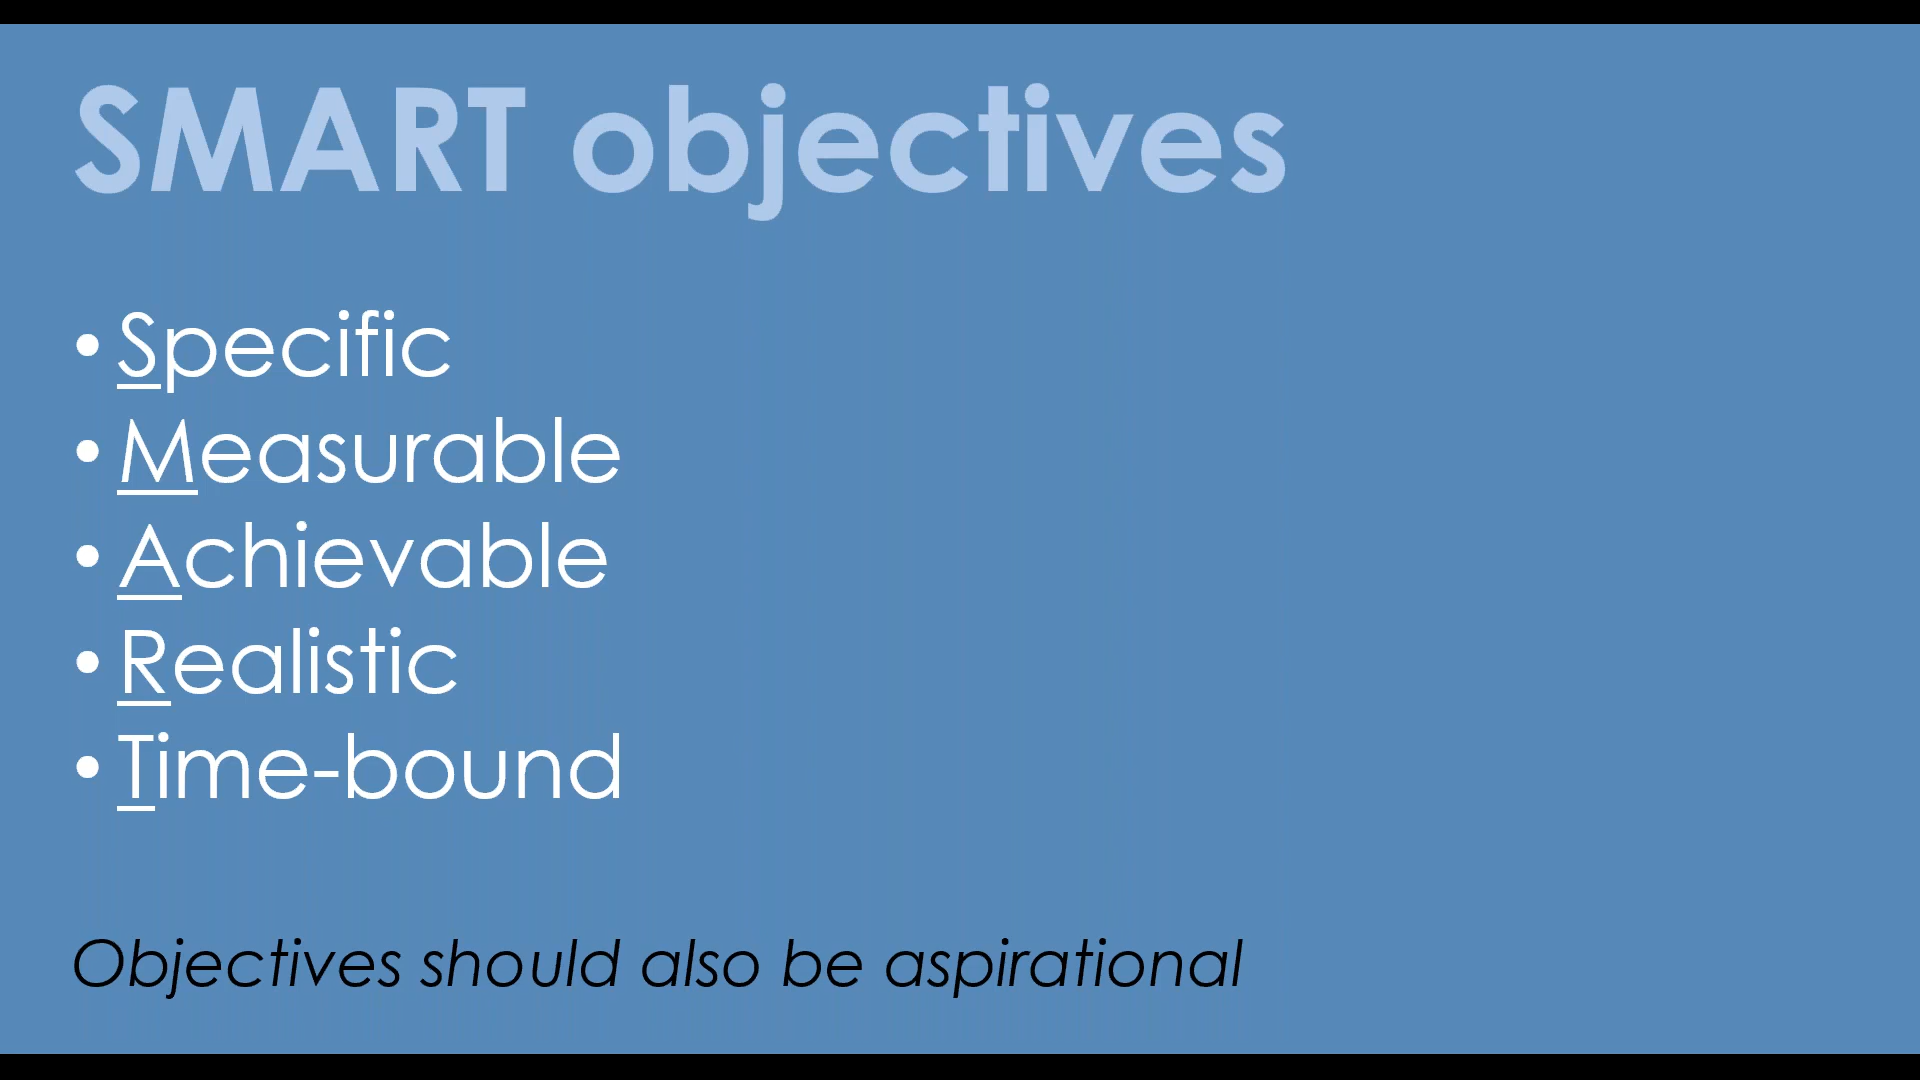 SMART objectives
• Specific
• Measurable
• Achievable
• Realistic
• Time-bound
Objectives should also be aspirational